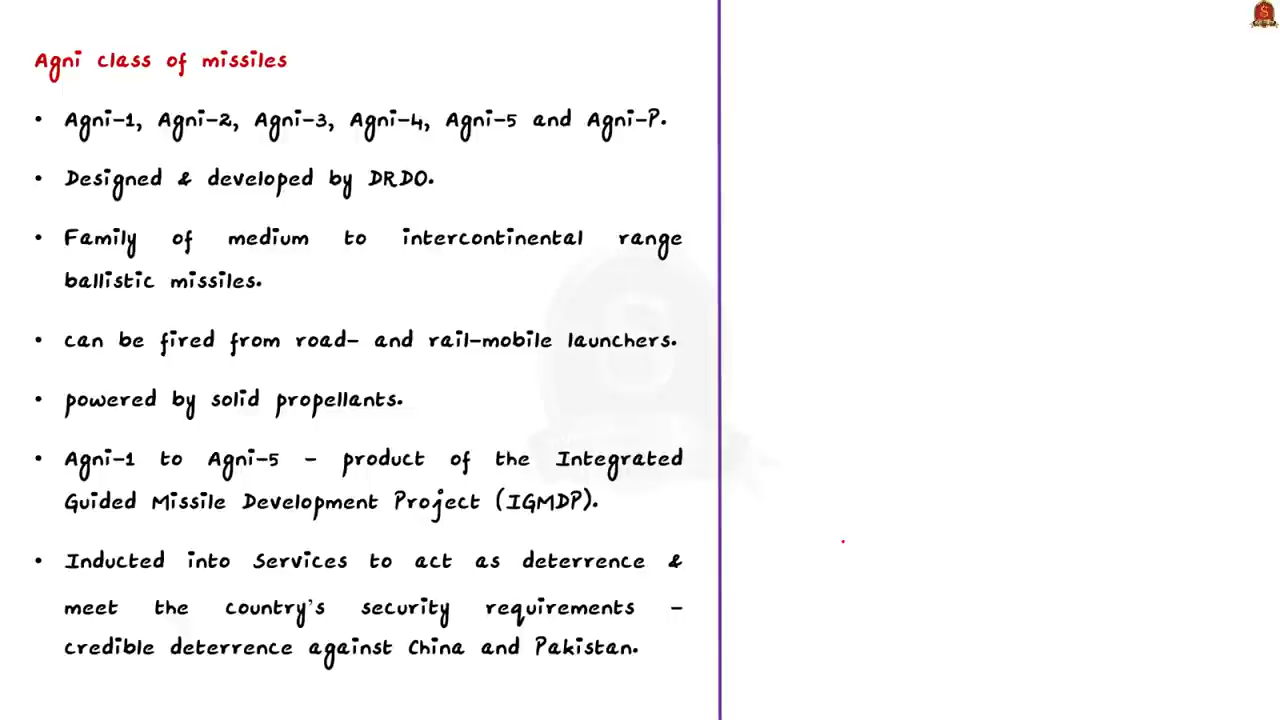 Agni class of missiles
• Agni-1, Agni-2, Agni-3, Agni-4, Agni-5 and Agni-P.
• Designed & developed by DRDO.
• Family of medium to intercontinental range
ballistic missiles.
• can be fired from road- and rail-mobile launchers.
• powered by solid propellants.
• Agni-1 to Agni-5 - product of the Integrated
Guided Missile Development Project (IGMDP).
• Inducted into Services to act as deterrence &
meet the country's security requirements -
credible deterrence against China and Pakistan.